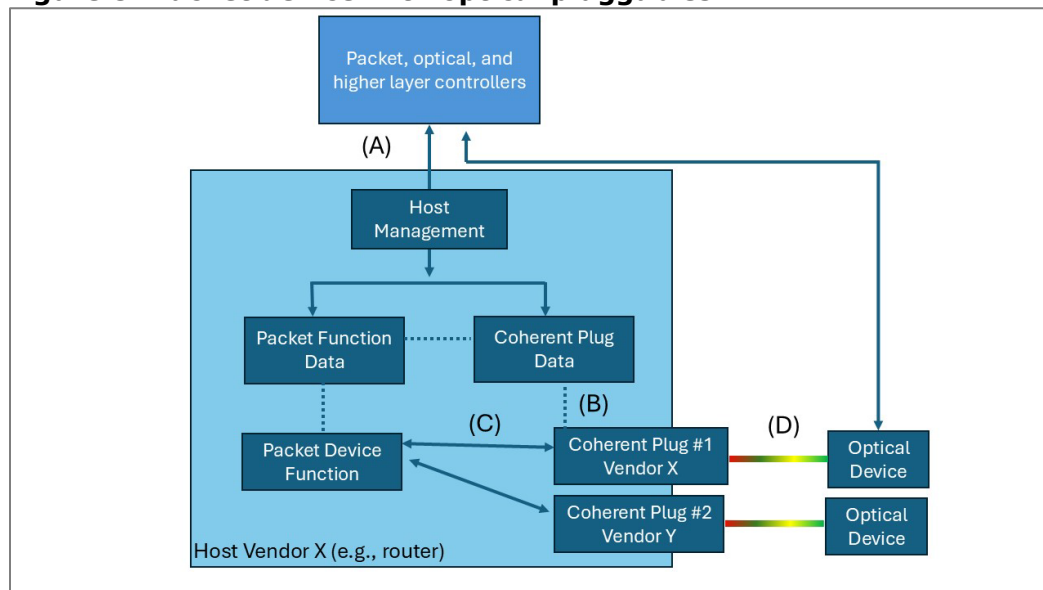 Packet, optical, and
higher layer controllers
(A)
Host
Management
Packet Function
Data
Coherent Plug
Data
(B)
(C)
(D)
Packet Device
Function
Coherent Plug #1
Vendor X
Optical
Device
Coherent Plug #2
Vendor Y
Optical
Device
Host Vendor X (e.g., router)